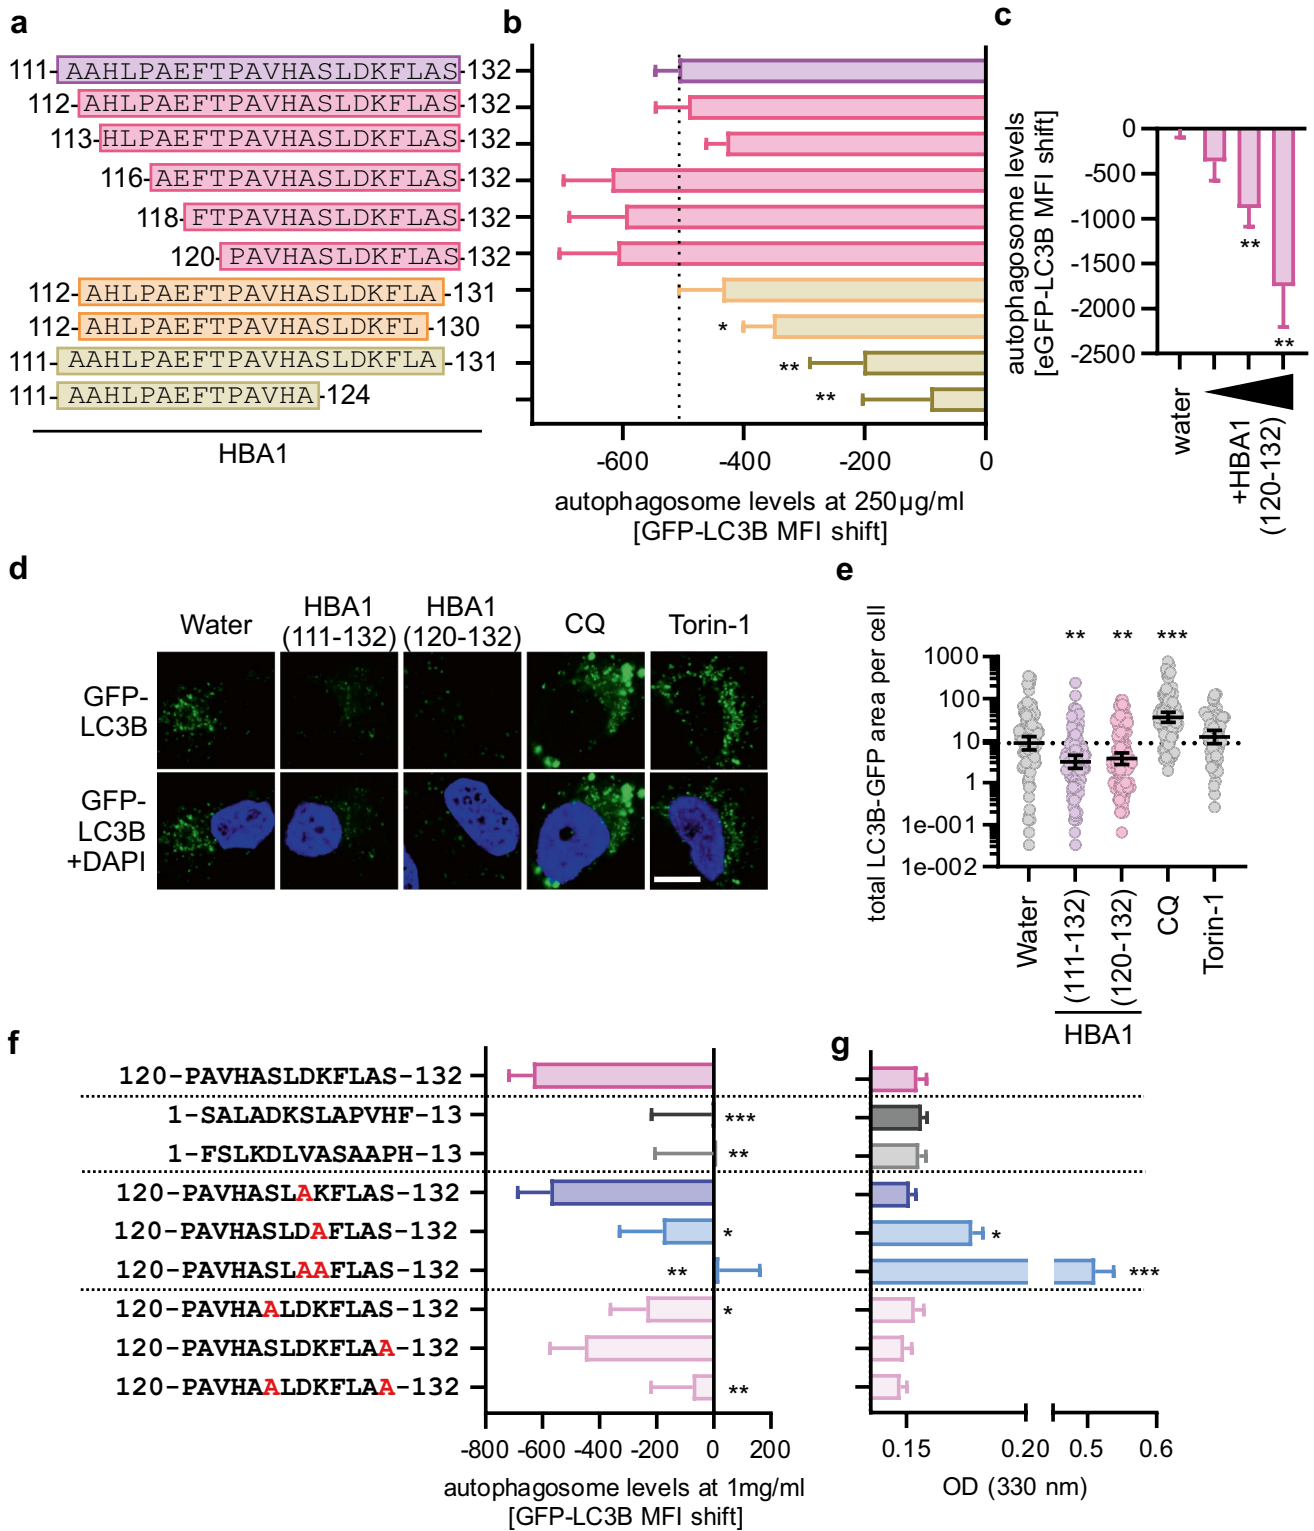 a
111-AAHLPAEFTPAVHASLDKFLAS-132
112-AHLPAEFTPAVHASLDKFLAS-132
113-HLPAEFTPAVHASLDKFLAS-132
116-AEFTPAVHASLDKFLAS-132
118-FTPAVHASLDKFLAS-132
120-PAVHASLDKFLAS-132
112-AHLPAEFTPAVHASLDKFLA-131
112-AHLPAEFTPAVHASLDKFL-130
111-AAHLPAEFTPAVHASLDKFLA-131
111-AAHLPAEFTPAVHA-124
HBA1
b
*
**
**
-600 -400 -200 0
autophagosome levels at 250µg/ml
[GFP-LC3B MFI shift]
c
autophagosome levels
[eGFP-LC3B MFI shift]
0
-500
-1000
-1500
-2000
-2500
**
**
water
+HBA1
(120-132)
d
Water
HBA1
(111-132)
HBA1
(120-132)
CQ
Torin-1
GFP-
LC3B
GFP-
LC3B
+DAPI
e
total LC3B-GFP area per cell
** ** ***
1000
100
10
1
1e-001
1e-002
Water
(111-132)
(120-132)
CQ
Torin-1
HBA1
f
120-PAVHASLDKFLAS-132
1-SALADKSLAPVHF-13
***
1-FSLKDLVASAAPH-13
**
120-PAVHASLAKFLAS-132
120-PAVHASLDAFLAS-132
*
120-PAVHASLAAFLAS-132
**
120-PAVHAALDKFLAS-132
*
120-PAVHASLDKFLAA-132
120-PAVHAALDKFLAA-132
**
-800 -600 -400 -200 0 200
autophagosome levels at 1mg/ml
[GFP-LC3B MFI shift]
g
*
***
0.15 0.20 0.5 0.6
OD (330 nm)